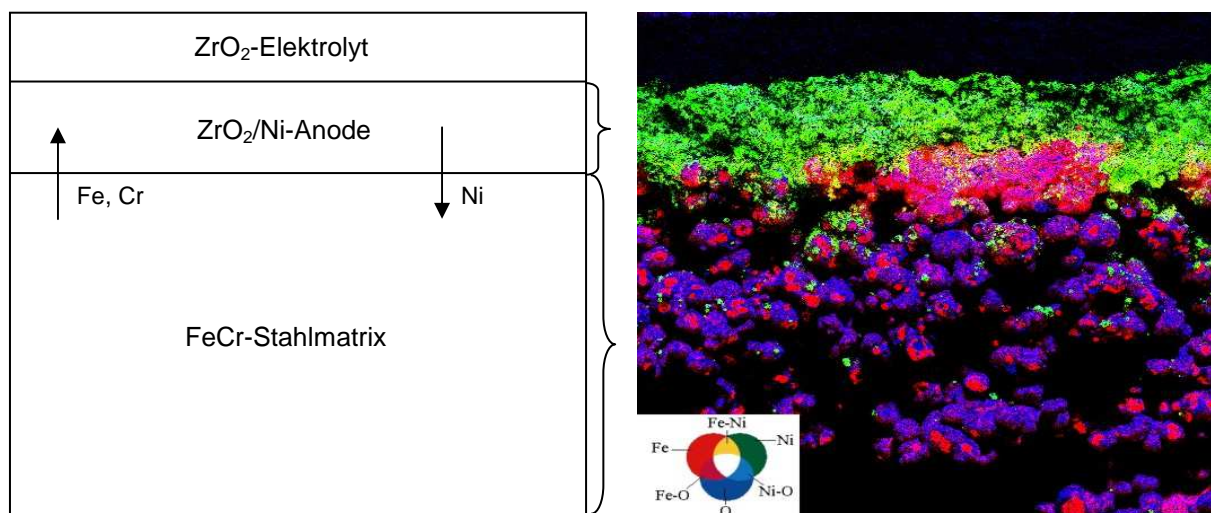 ZrO₂-Elektrolyt
ZrO₂/Ni-Anode
Fe, Cr
Ni
FeCr-Stahlmatrix
Fe-Ni
Fe
Ni
Fe-O
Ni-O
O